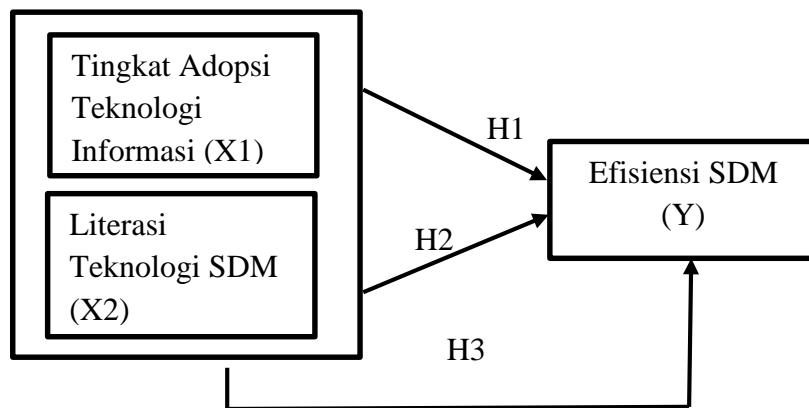 Tingkat Adopsi
Teknologi
Informasi (X1)
Literasi
Teknologi SDM
(X2)
H1
H2
H3
Efisiensi SDM
(Y)